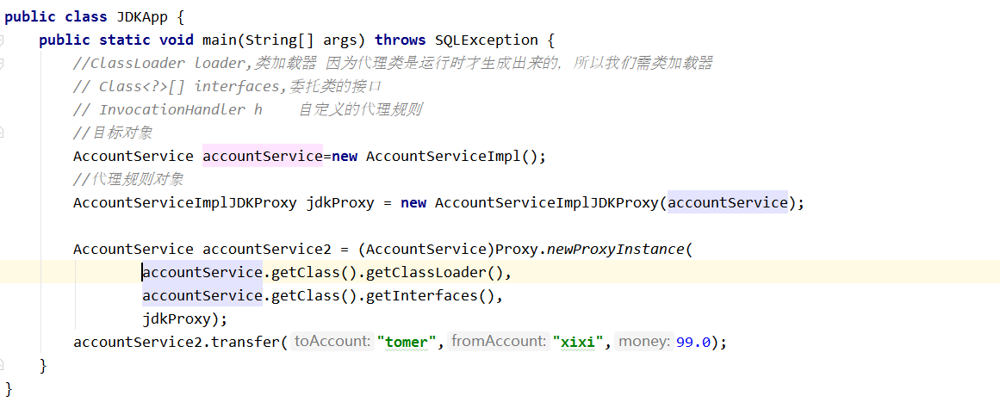 public class JDKApp {
    public static void main(String[] args) throws SQLException {
        //ClassLoader loader,类加载器 因为代理类是运行时才生成出来的, 所以我们需类加载器
        // Class<?>[] interfaces,委托类的接口
        // InvocationHandler h    自定义的代理规则
        //目标对象
        AccountService accountService=new AccountServiceImpl();
        //代理规则对象
        AccountServiceImplJDKProxy jdkProxy = new AccountServiceImplJDKProxy(accountService);

        AccountService accountService2 = (AccountService)Proxy.newProxyInstance(
                accountService.getClass().getClassLoader(),
                accountService.getClass().getInterfaces(),
                jdkProxy);
        accountService2.transfer( toAccount: "tomer", fromAccount: "xixi", money: 99.0);
    }
}